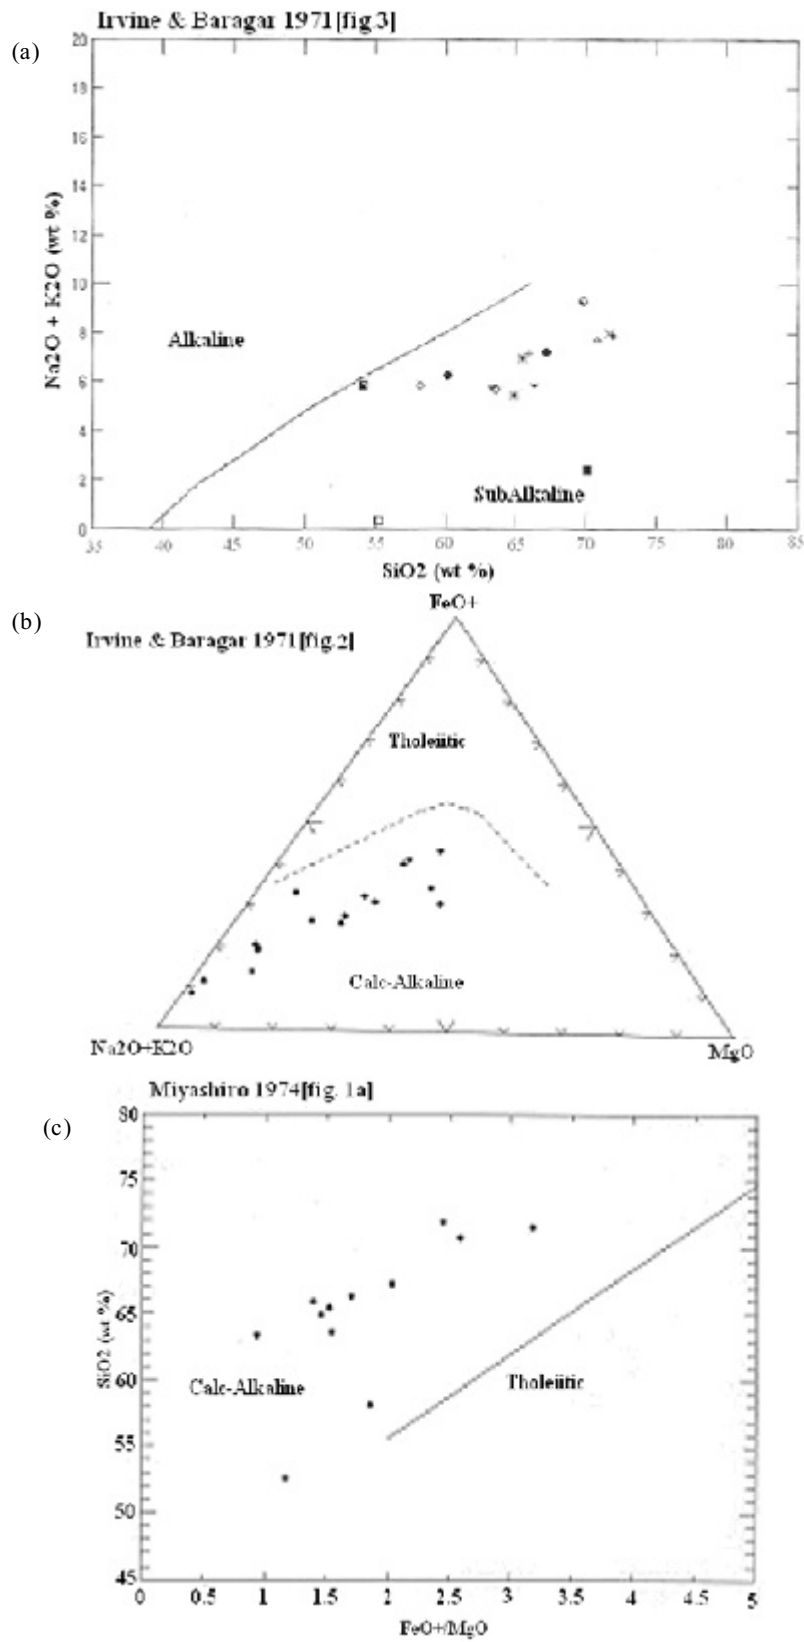 Irvine & Baragar 1971[fig.3]
(a)
20
18
16
14
12
10
8
6
4
2
0
Na2O + K2O (wt %)
Alkaline
SubAlkaline
35 40 45 50 55 60 65 70 75 80 85
SiO2 (wt %)
(b)
FeO+
Irvine & Baragar 1971[fig.2]
Tholeiitic
Calc-Alkaline
Na2O+K2O
MgO
Miyashiro 1974[fig. 1a]
(c)
80
75
70
65
60
55
50
45
SiO2 (wt %)
Calc-Alkaline
Tholeiitic
0 0.5 1 1.5 2 2.5 3 3.5 4 4.5 5
FeO+/MgO